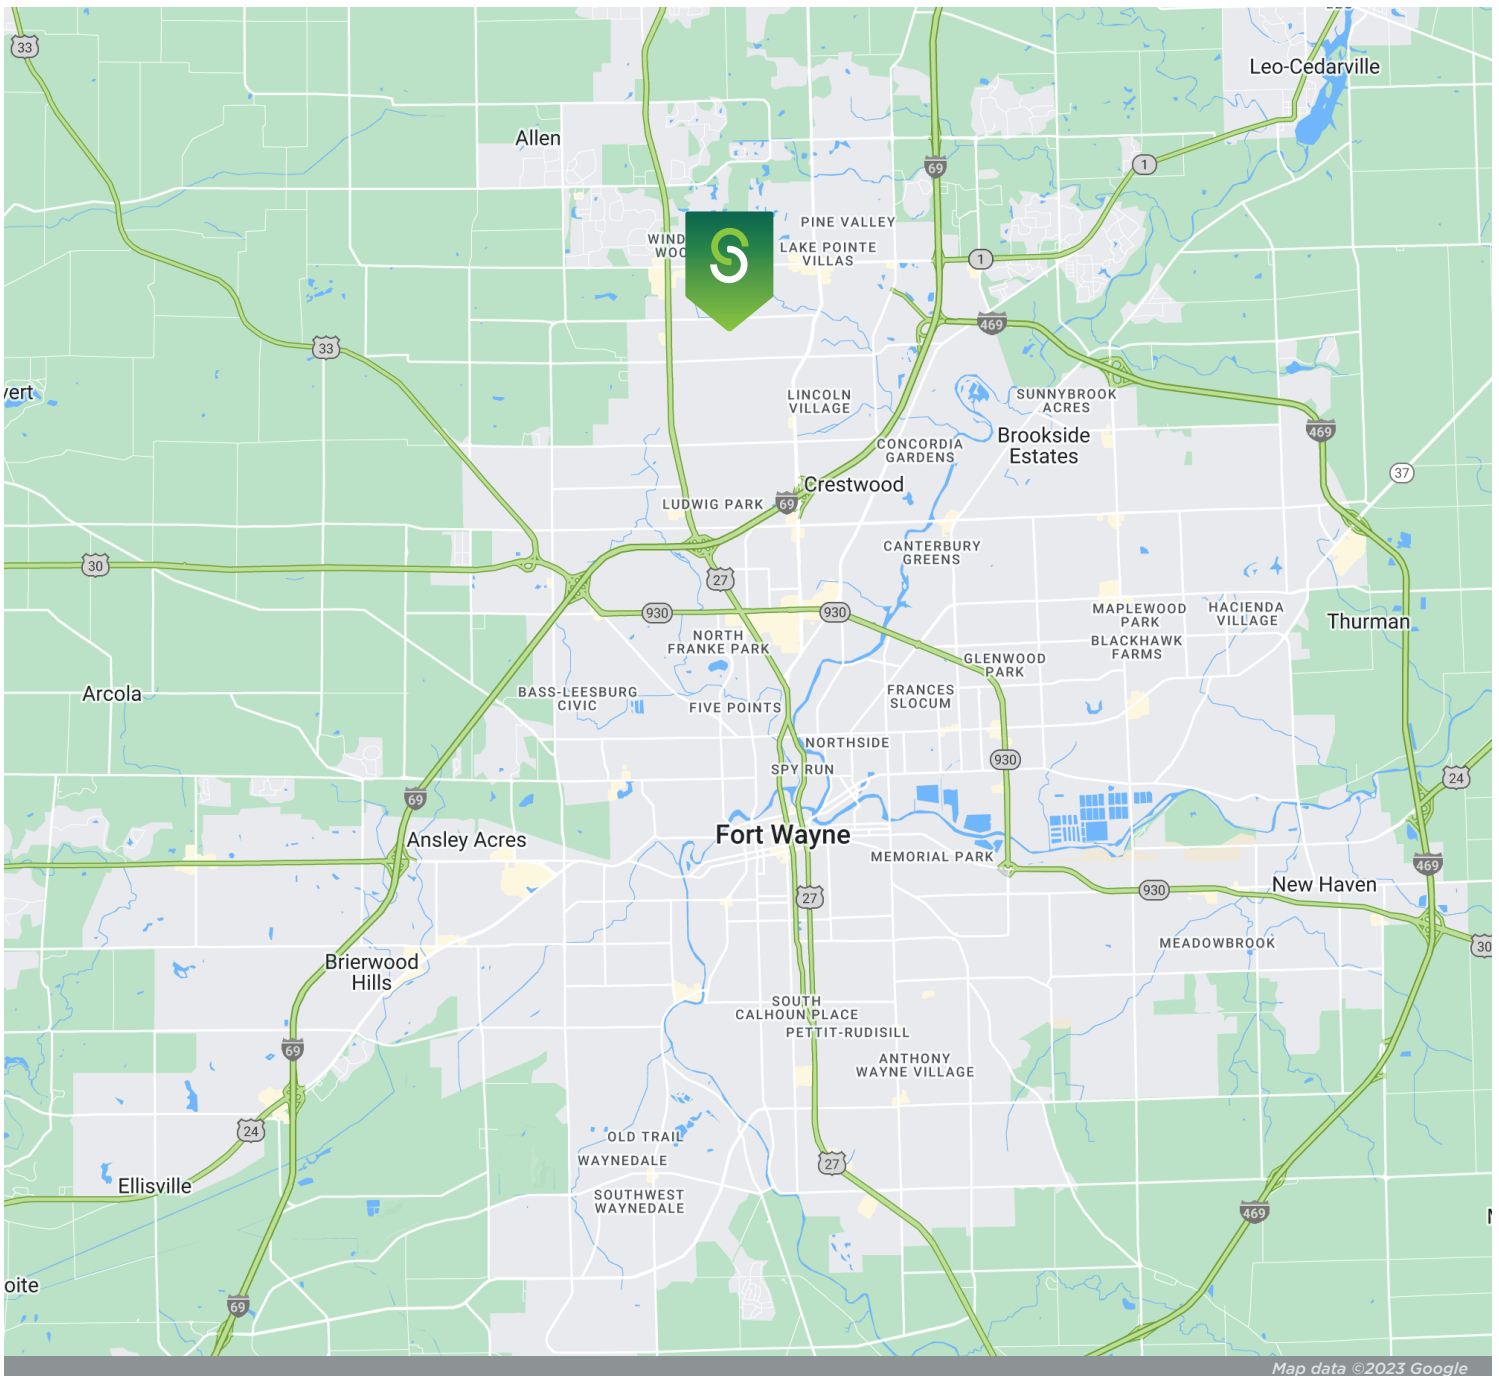 33
Leo-Cedarville
Allen
69
1
PINE VALLEY
WIND
WOO
LAKE POINTE
VILLAS
1
469
33
vert
LINCOLN
VILLAGE
SUNNYBROOK
ACRES
469
Brookside
Estates
CONCORDIA
GARDENS
37
Crestwood
LUDWIG PARK
69
CANTERBURY
GREENS
30
27
930
930
MAPLEWOOD
PARK
HACIENDA
VILLAGE
Thurman
NORTH
FRANKE PARK
BLACKHAWK
FARMS
GLENWOOD
PARK
Arcola
BASS-LEESBURG
CIVIC
FIVE POINTS
FRANCES
SLOCUM
NORTHSIDE
930
SPY RUN
24
69
Fort Wayne
Ansley Acres
MEMORIAL PARK
469
930
New Haven
27
30
MEADOWBROOK
Brierwood
Hills
SOUTH
CALHOUN PLACE
PETTIT-RUDISILL
69
ANTHONY
WAYNE VILLAGE
24
OLD TRAIL
WAYNEDALE
27
Ellisville
SOUTHWEST
WAYNEDALE
469
oite
69
Map data ©2023 Google